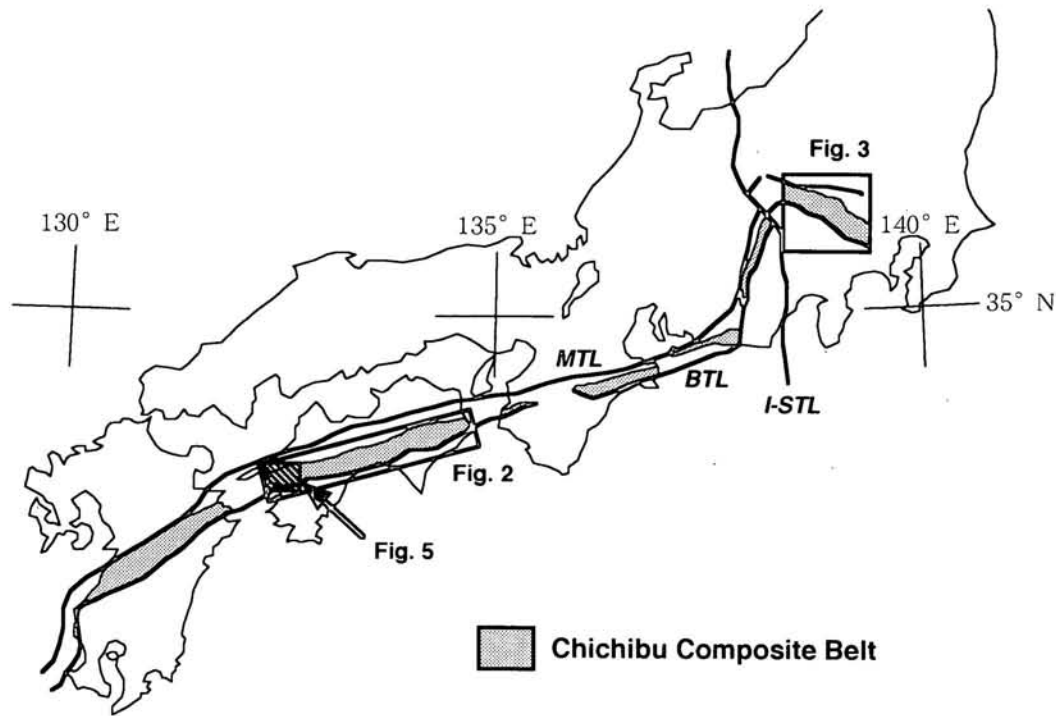 Fig. 3
130° E
135° E
140° E
35° N
MTL
BTL
I-STL
Fig. 2
Fig. 5
Chichibu Composite Belt